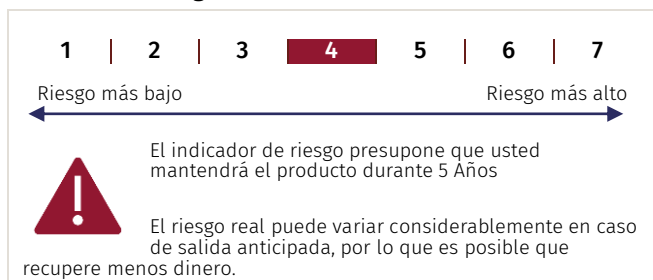 1 | 2 | 3 | 4 | 5 | 6 | 7
Riesgo más bajo Riesgo más alto
El indicador de riesgo presupone que usted
mantendrá el producto durante 5 Años
El riesgo real puede variar considerablemente en caso
de salida anticipada, por lo que es posible que
recupere menos dinero.